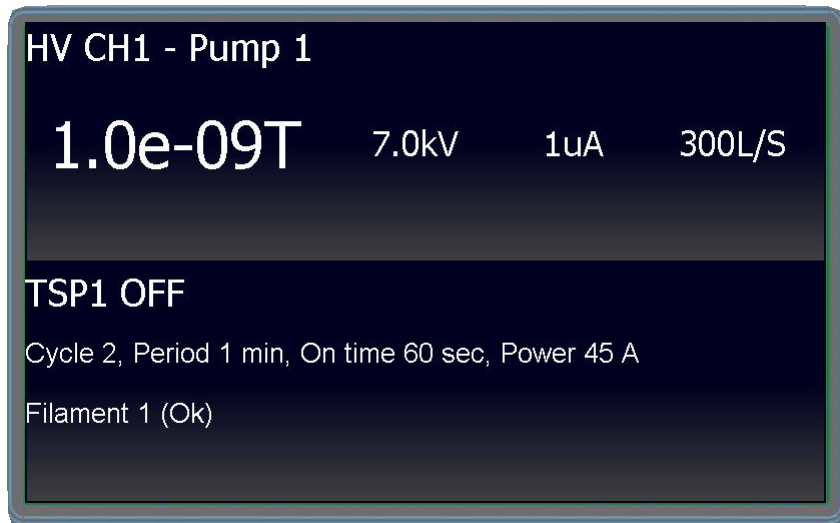 HV CH1 - Pump 1
1.0e-09T 7.0kV 1uA 300L/S
TSP1 OFF
Cycle 2, Period 1 min, On time 60 sec, Power 45 A
Filament 1 (Ok)